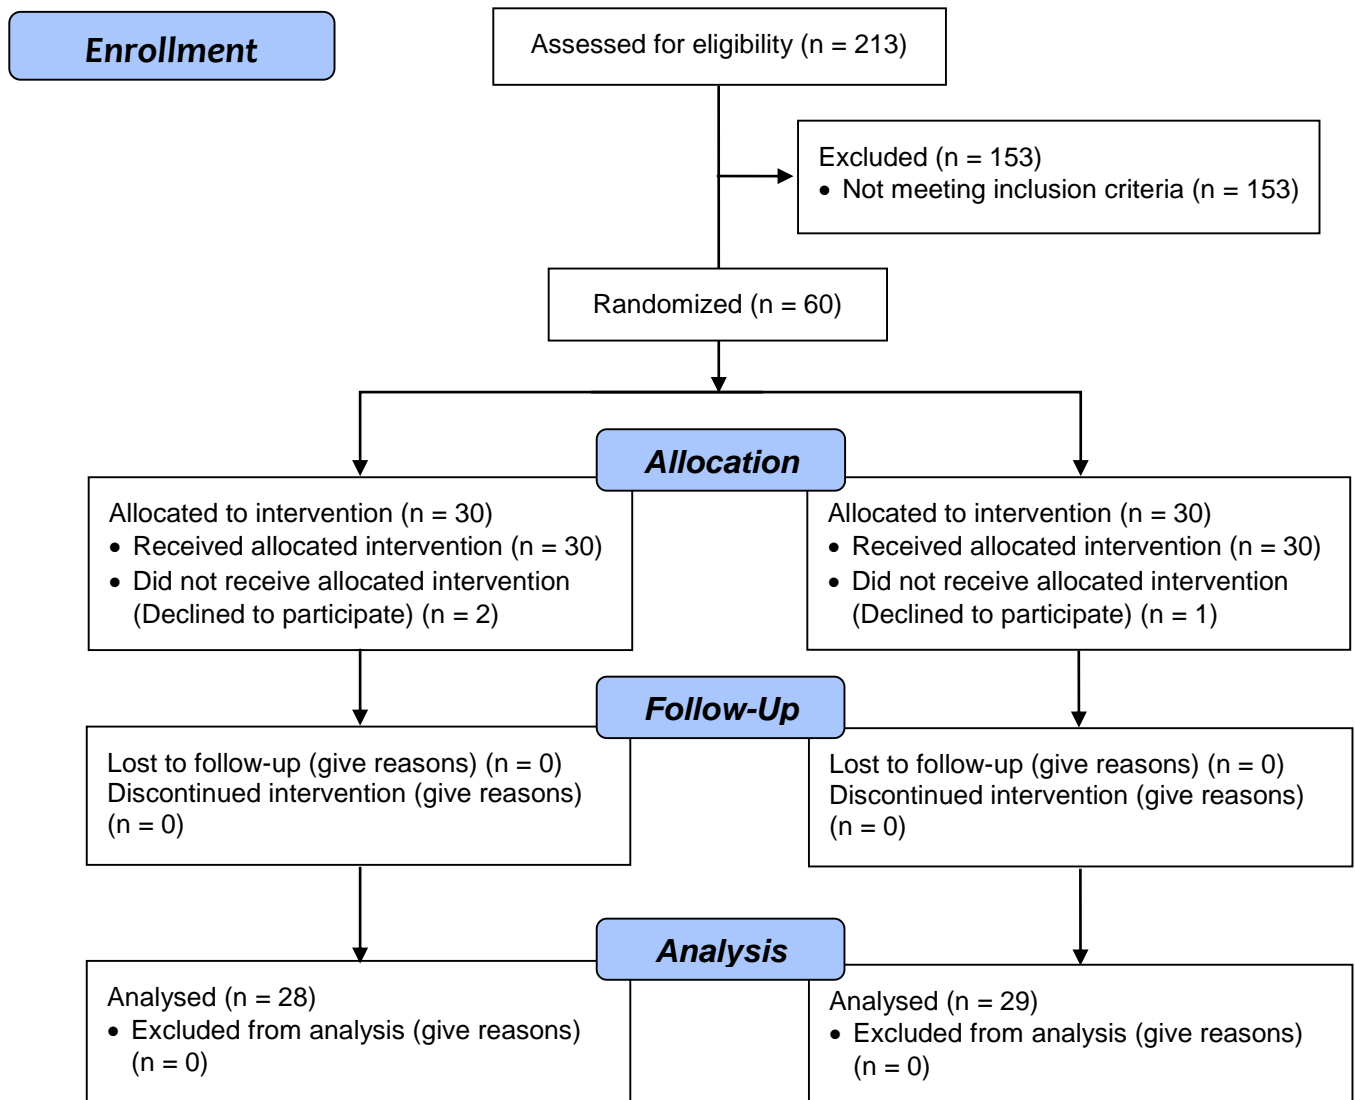 Enrollment
Assessed for eligibility (n = 213)
Excluded (n = 153)
• Not meeting inclusion criteria (n = 153)
Randomized (n = 60)
Allocation
Allocated to intervention (n = 30)
• Received allocated intervention (n = 30)
• Did not receive allocated intervention
(Declined to participate) (n = 2)
Allocated to intervention (n = 30)
• Received allocated intervention (n = 30)
• Did not receive allocated intervention
(Declined to participate) (n = 1)
Follow-Up
Lost to follow-up (give reasons) (n = 0)
Discontinued intervention (give reasons)
(n = 0)
Lost to follow-up (give reasons) (n = 0)
Discontinued intervention (give reasons)
(n = 0)
Analysis
Analysed (n = 28)
• Excluded from analysis (give reasons)
(n = 0)
Analysed (n = 29)
• Excluded from analysis (give reasons)
(n = 0)